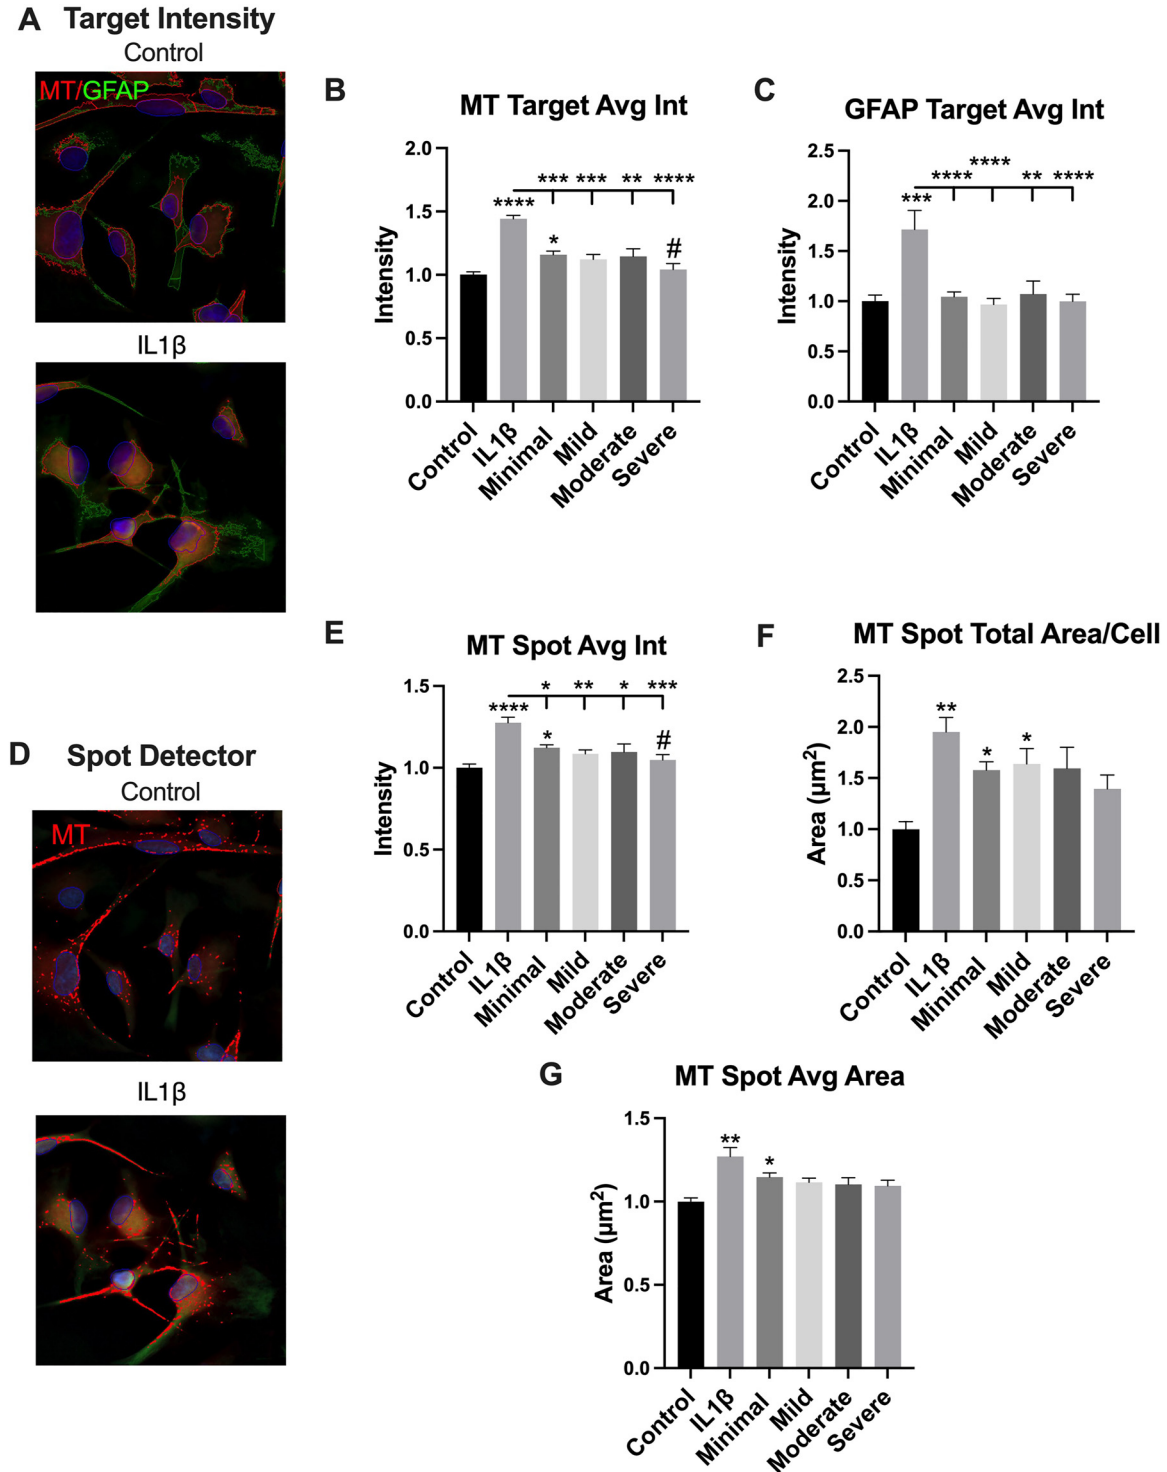 A Target Intensity
Control
MT/GFAP
IL1β
B
MT Target Avg Int
2.0
1.5
1.0
0.5
0.0
Intensity
**** *** *** ** ****
* #
Control
IL1β
Minimal
Mild
Moderate
Severe
C
GFAP Target Avg Int
2.5
2.0
1.5
1.0
0.5
0.0
Intensity
*** **** **** ** ****
Control
IL1β
Minimal
Mild
Moderate
Severe
D Spot Detector
Control
MT
IL1β
E
MT Spot Avg Int
1.5
1.0
0.5
0.0
Intensity
**** * ** * ***
* #
Control
IL1β
Minimal
Mild
Moderate
Severe
F
MT Spot Total Area/Cell
2.5
2.0
1.5
1.0
0.5
0.0
Area (μm²)
** * *
Control
IL1β
Minimal
Mild
Moderate
Severe
G
MT Spot Avg Area
1.5
1.0
0.5
0.0
Area (μm²)
** *
Control
IL1β
Minimal
Mild
Moderate
Severe